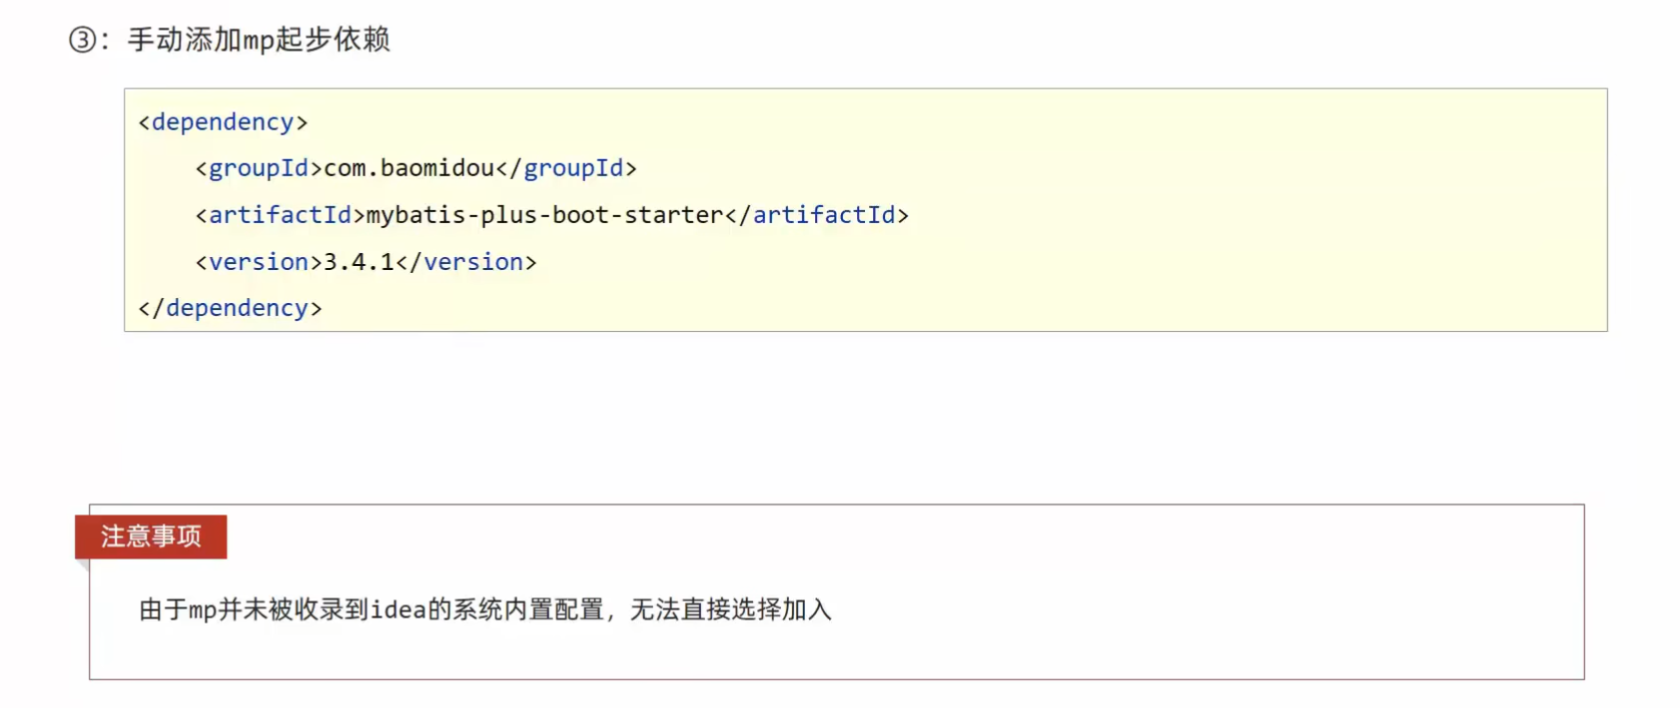 ③：手动添加mp起步依赖
<dependency>
    <groupId>com.baomidou</groupId>
    <artifactId>mybatis-plus-boot-starter</artifactId>
    <version>3.4.1</version>
</dependency>
注意事项
由于mp并未被收录到idea的系统内置配置，无法直接选择加入